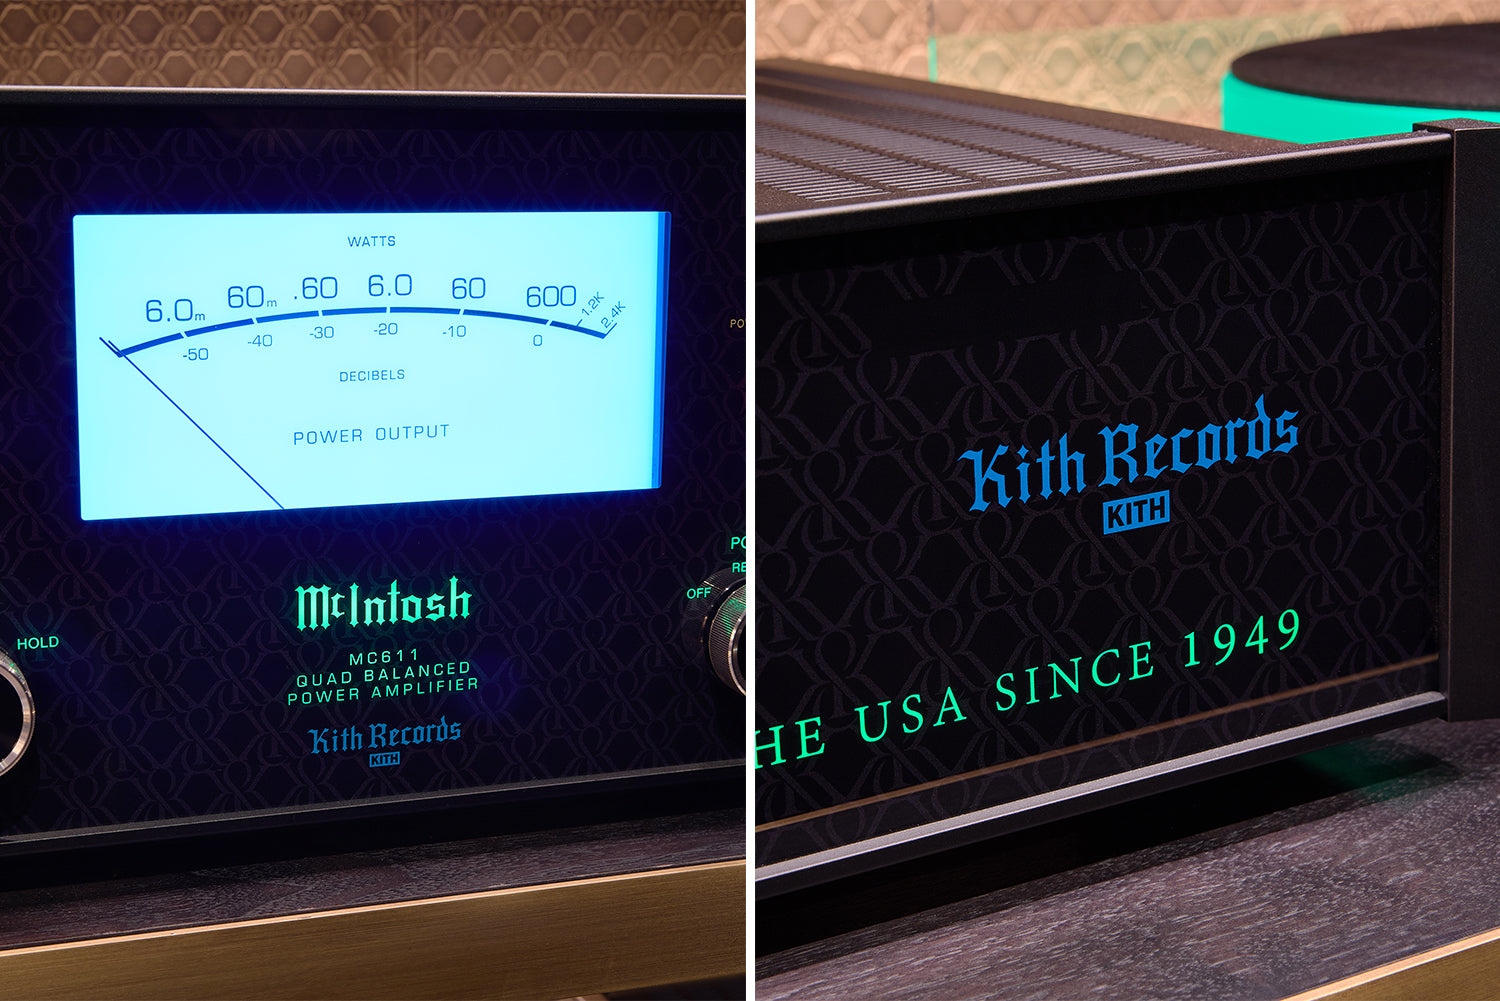 WATTS
6.0m 60m .60 6.0 60 600 1.2K 2.4K
-50 -40 -30 -20 -10 0
DECIBELS
POWER OUTPUT
McIntosh
MC611
QUAD BALANCED
POWER AMPLIFIER
Kith Records
KITH
HOLD
OFF
Kith Records
KITH
HE USA SINCE 1949